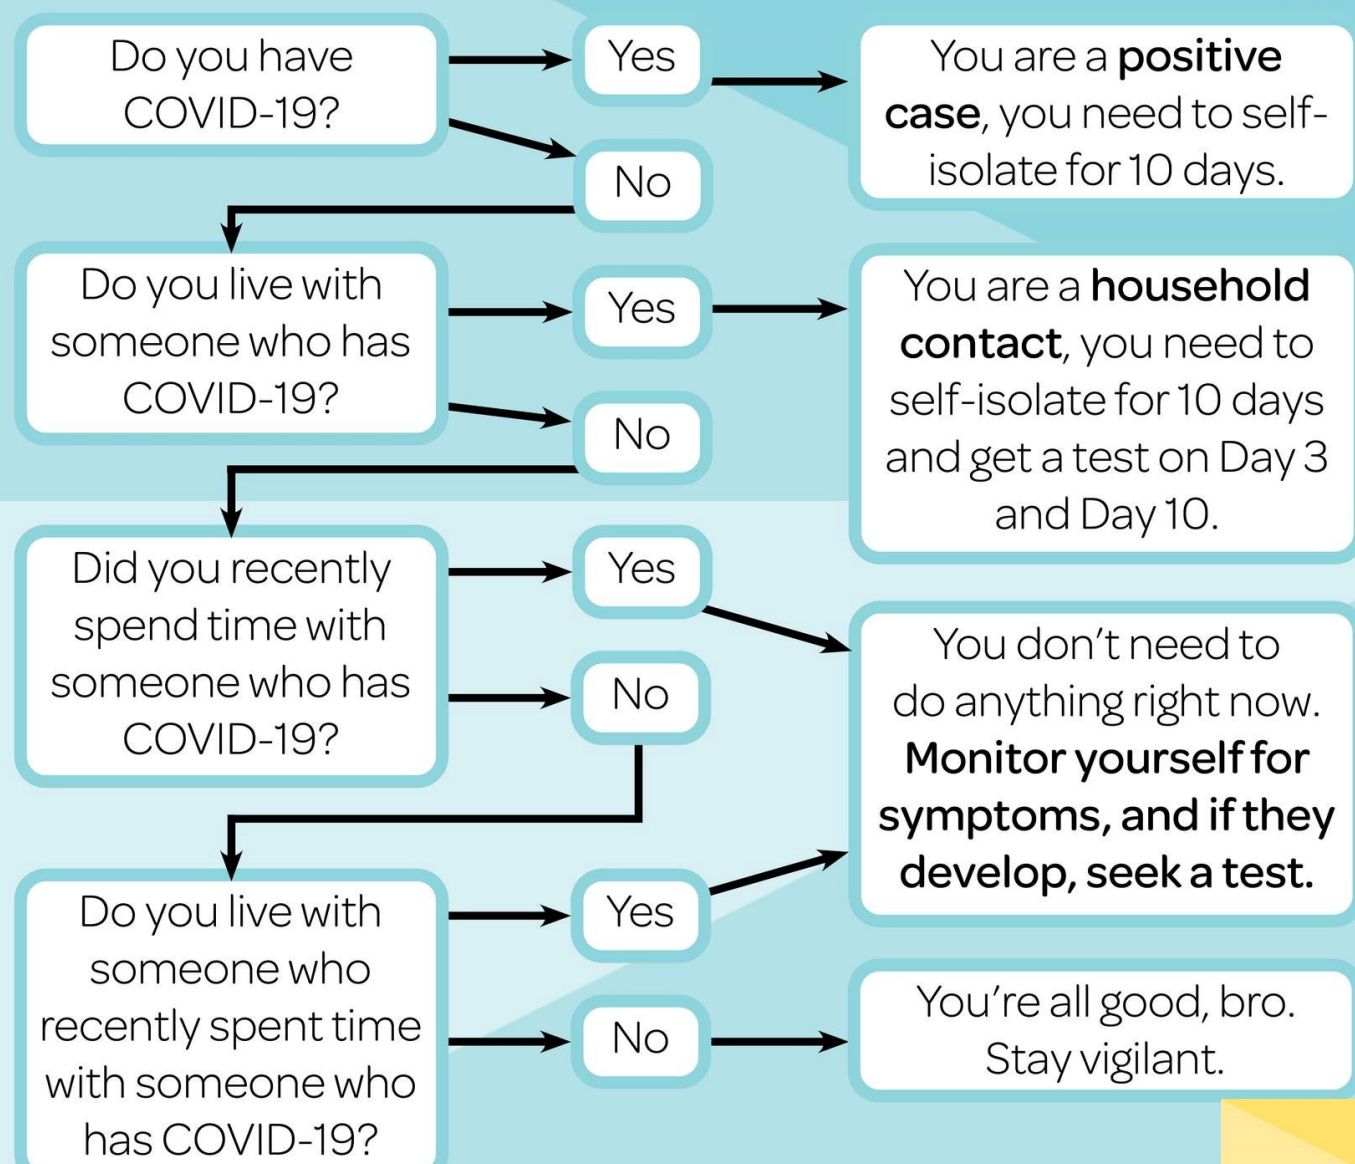 Do you have
COVID-19?
Yes
You are a positive
case, you need to self-
isolate for 10 days.
No
Do you live with
someone who has
COVID-19?
Yes
You are a household
contact, you need to
self-isolate for 10 days
and get a test on Day 3
and Day 10.
No
Did you recently
spend time with
someone who has
COVID-19?
Yes
You don't need to
do anything right now.
Monitor yourself for
symptoms, and if they
develop, seek a test.
No
Do you live with
someone who
recently spent time
with someone who
has COVID-19?
Yes
No
You're all good, bro.
Stay vigilant.